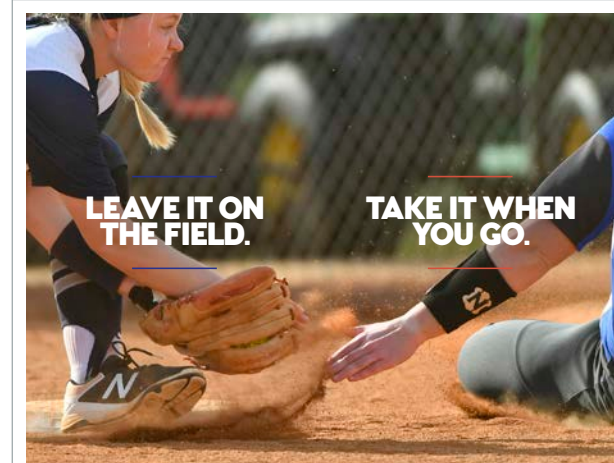 LEAVE IT ON
THE FIELD.
TAKE IT WHEN
YOU GO.
N
N